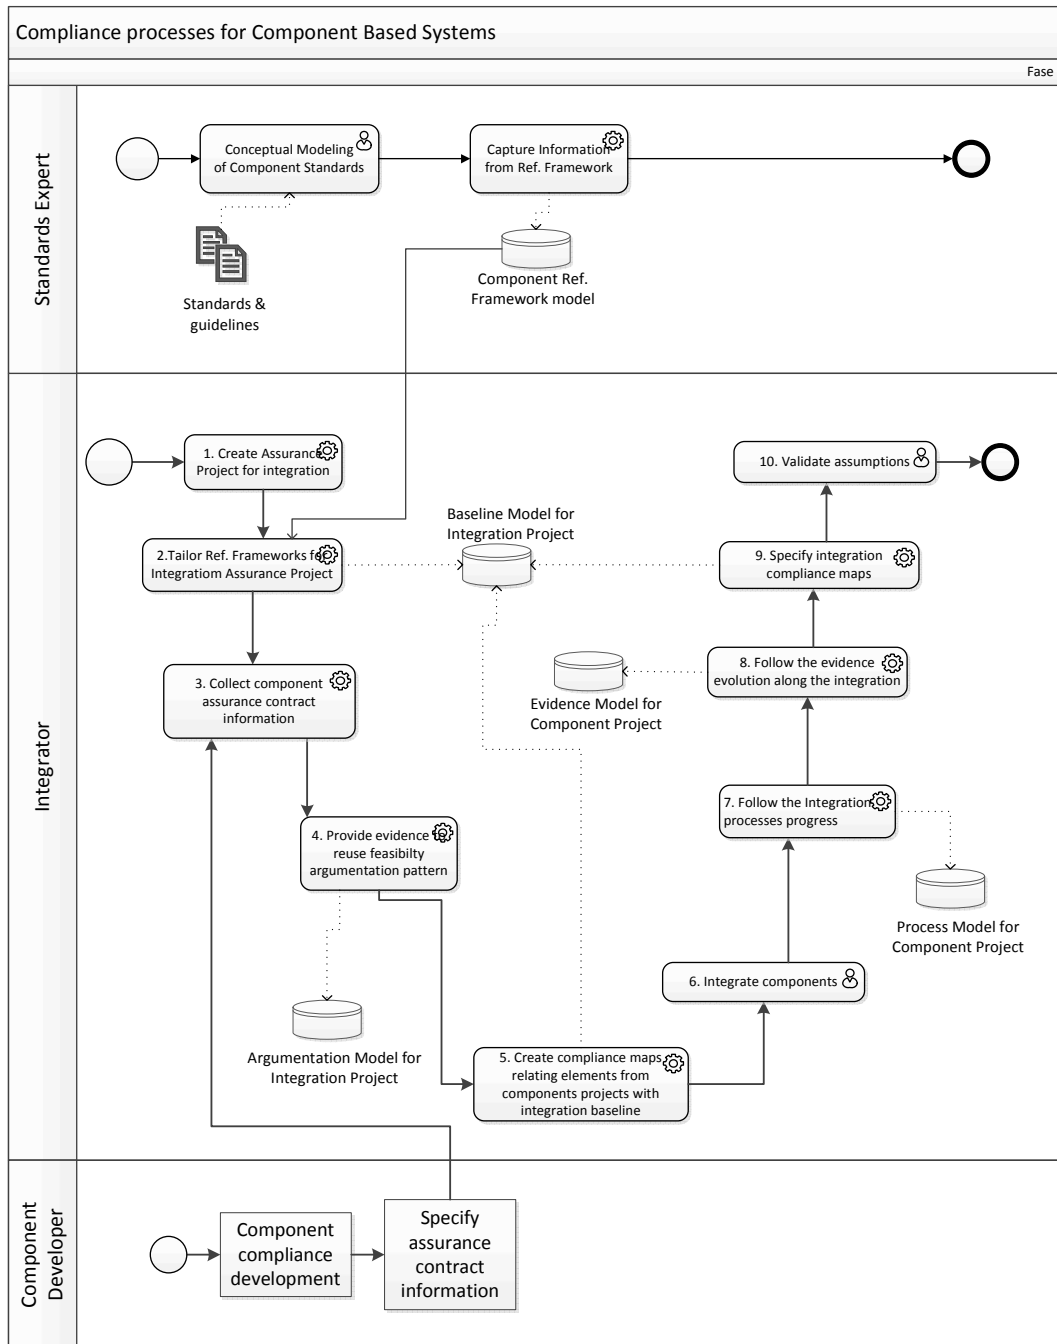 Compliance processes for Component Based Systems
Fase
Standards Expert
Conceptual Modeling
of Component Standards
Capture Information
from Ref. Framework
Standards &
guidelines
Component Ref.
Framework model
Integrator
1. Create Assurance
Project for integration
10. Validate assumptions
Baseline Model for
Integration Project
2.Tailor Ref. Frameworks for
Integratiom Assurance Project
9. Specify integration
compliance maps
3. Collect component
assurance contract
information
8. Follow the evidence
evolution along the integration
Evidence Model for
Component Project
7. Follow the Integration
processes progress
4. Provide evidence
reuse feasibilty
argumentation pattern
Process Model for
Component Project
6. Integrate components
Argumentation Model for
Integration Project
5. Create compliance maps
relating elements from
components projects with
integration baseline
Component
Developer
Component
compliance
development
Specify
assurance
contract
information